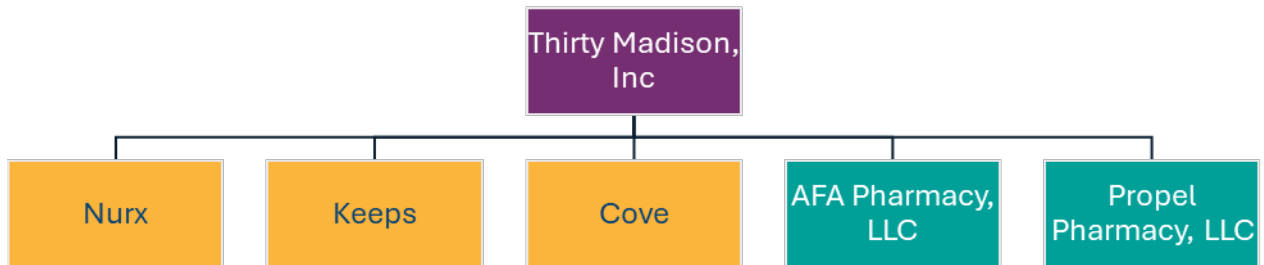 Thirty Madison,
Inc
Nurx
Keeps
Cove
AFA Pharmacy,
LLC
Propel
Pharmacy, LLC